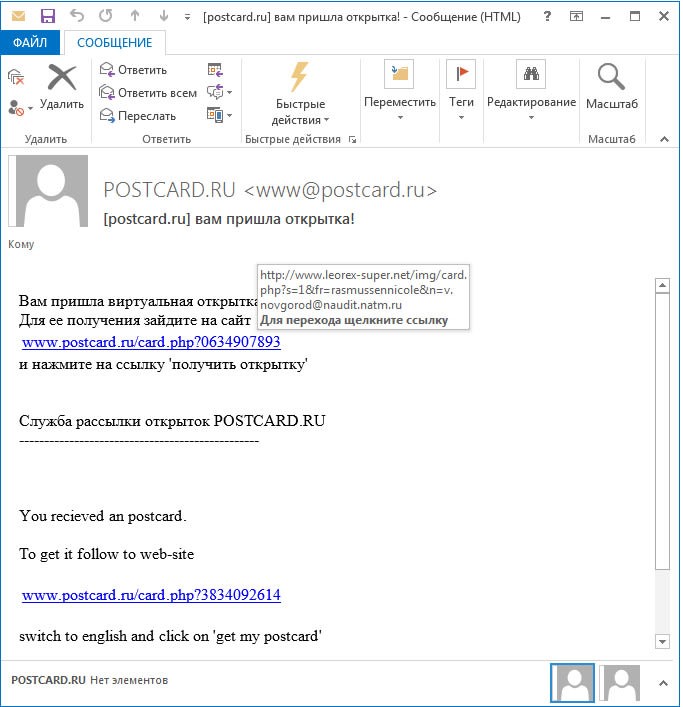 [postcard.ru] вам пришла открытка! - Сообщение (HTML)
?
ФАЙЛ
СООБЩЕНИЕ
Удалить
Ответить
Ответить всем
Переслать
Быстрые
действия
Переместить
Теги
Редактирование
Масштаб
Удалить
Ответить
Быстрые действия
Масштаб
POSTCARD.RU <www@postcard.ru>
[postcard.ru] вам пришла открытка!
Кому
http://www.leorex-super.net/img/card.
php?s=1&fr=rasmussennicole&n=v.
novgorod@naudit.natm.ru
Для перехода щелкните ссылку
Вам пришла виртуальная открытка
Для ее получения зайдите на сайт
www.postcard.ru/card.php?0634907893
и нажмите на ссылку 'получить открытку'
Служба рассылки открыток POSTCARD.RU
------------------------------------------------
You recieved an postcard.
To get it follow to web-site
www.postcard.ru/card.php?3834092614
switch to english and click on 'get my postcard'
POSTCARD.RU Нет элементов